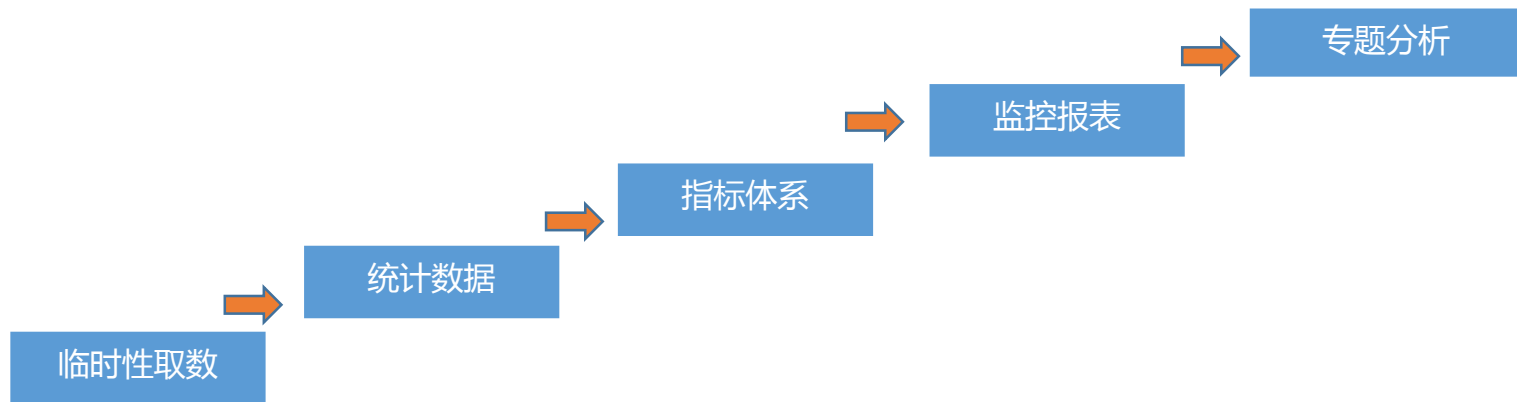 专题分析
监控报表
指标体系
统计数据
临时性取数